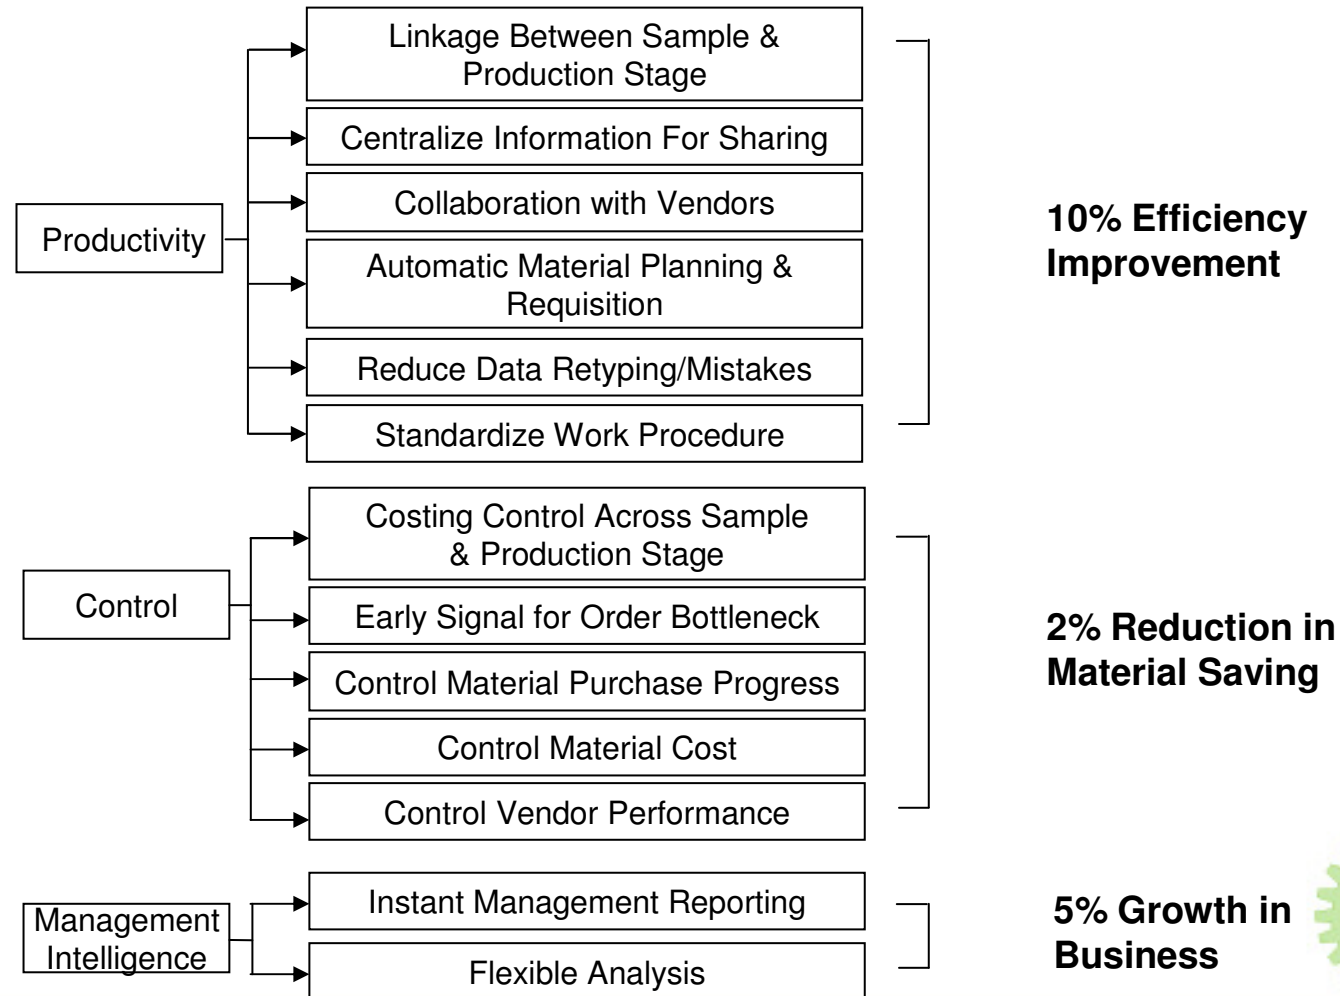 Linkage Between Sample &
Production Stage
Centralize Information For Sharing
Collaboration with Vendors
Productivity
Automatic Material Planning &
Requisition
Reduce Data Retyping/Mistakes
Standardize Work Procedure
10% Efficiency
Improvement
Costing Control Across Sample
& Production Stage
Control
Early Signal for Order Bottleneck
Control Material Purchase Progress
Control Material Cost
Control Vendor Performance
2% Reduction in
Material Saving
Management
Intelligence
Instant Management Reporting
Flexible Analysis
5% Growth in
Business